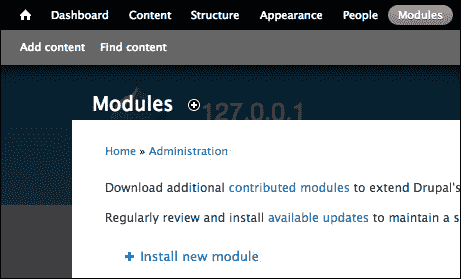 Dashboard Content Structure Appearance People Modules
Add content Find content
Modules
127.0.0.1
Home » Administration
Download additional contributed modules to extend Drupal's
Regularly review and install available updates to maintain a s
Install new module